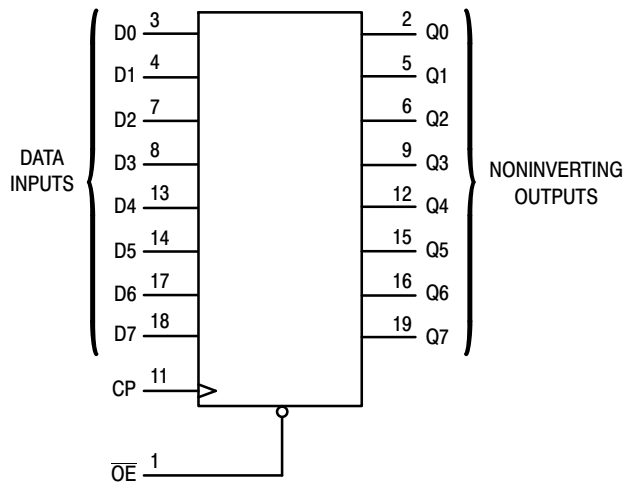 D0 3
D1 4
D2 7
D3 8
D4 13
D5 14
D6 17
D7 18
CP 11
OE 1
DATA
INPUTS
2 Q0
5 Q1
6 Q2
9 Q3
12 Q4
15 Q5
16 Q6
19 Q7
NONINVERTING
OUTPUTS